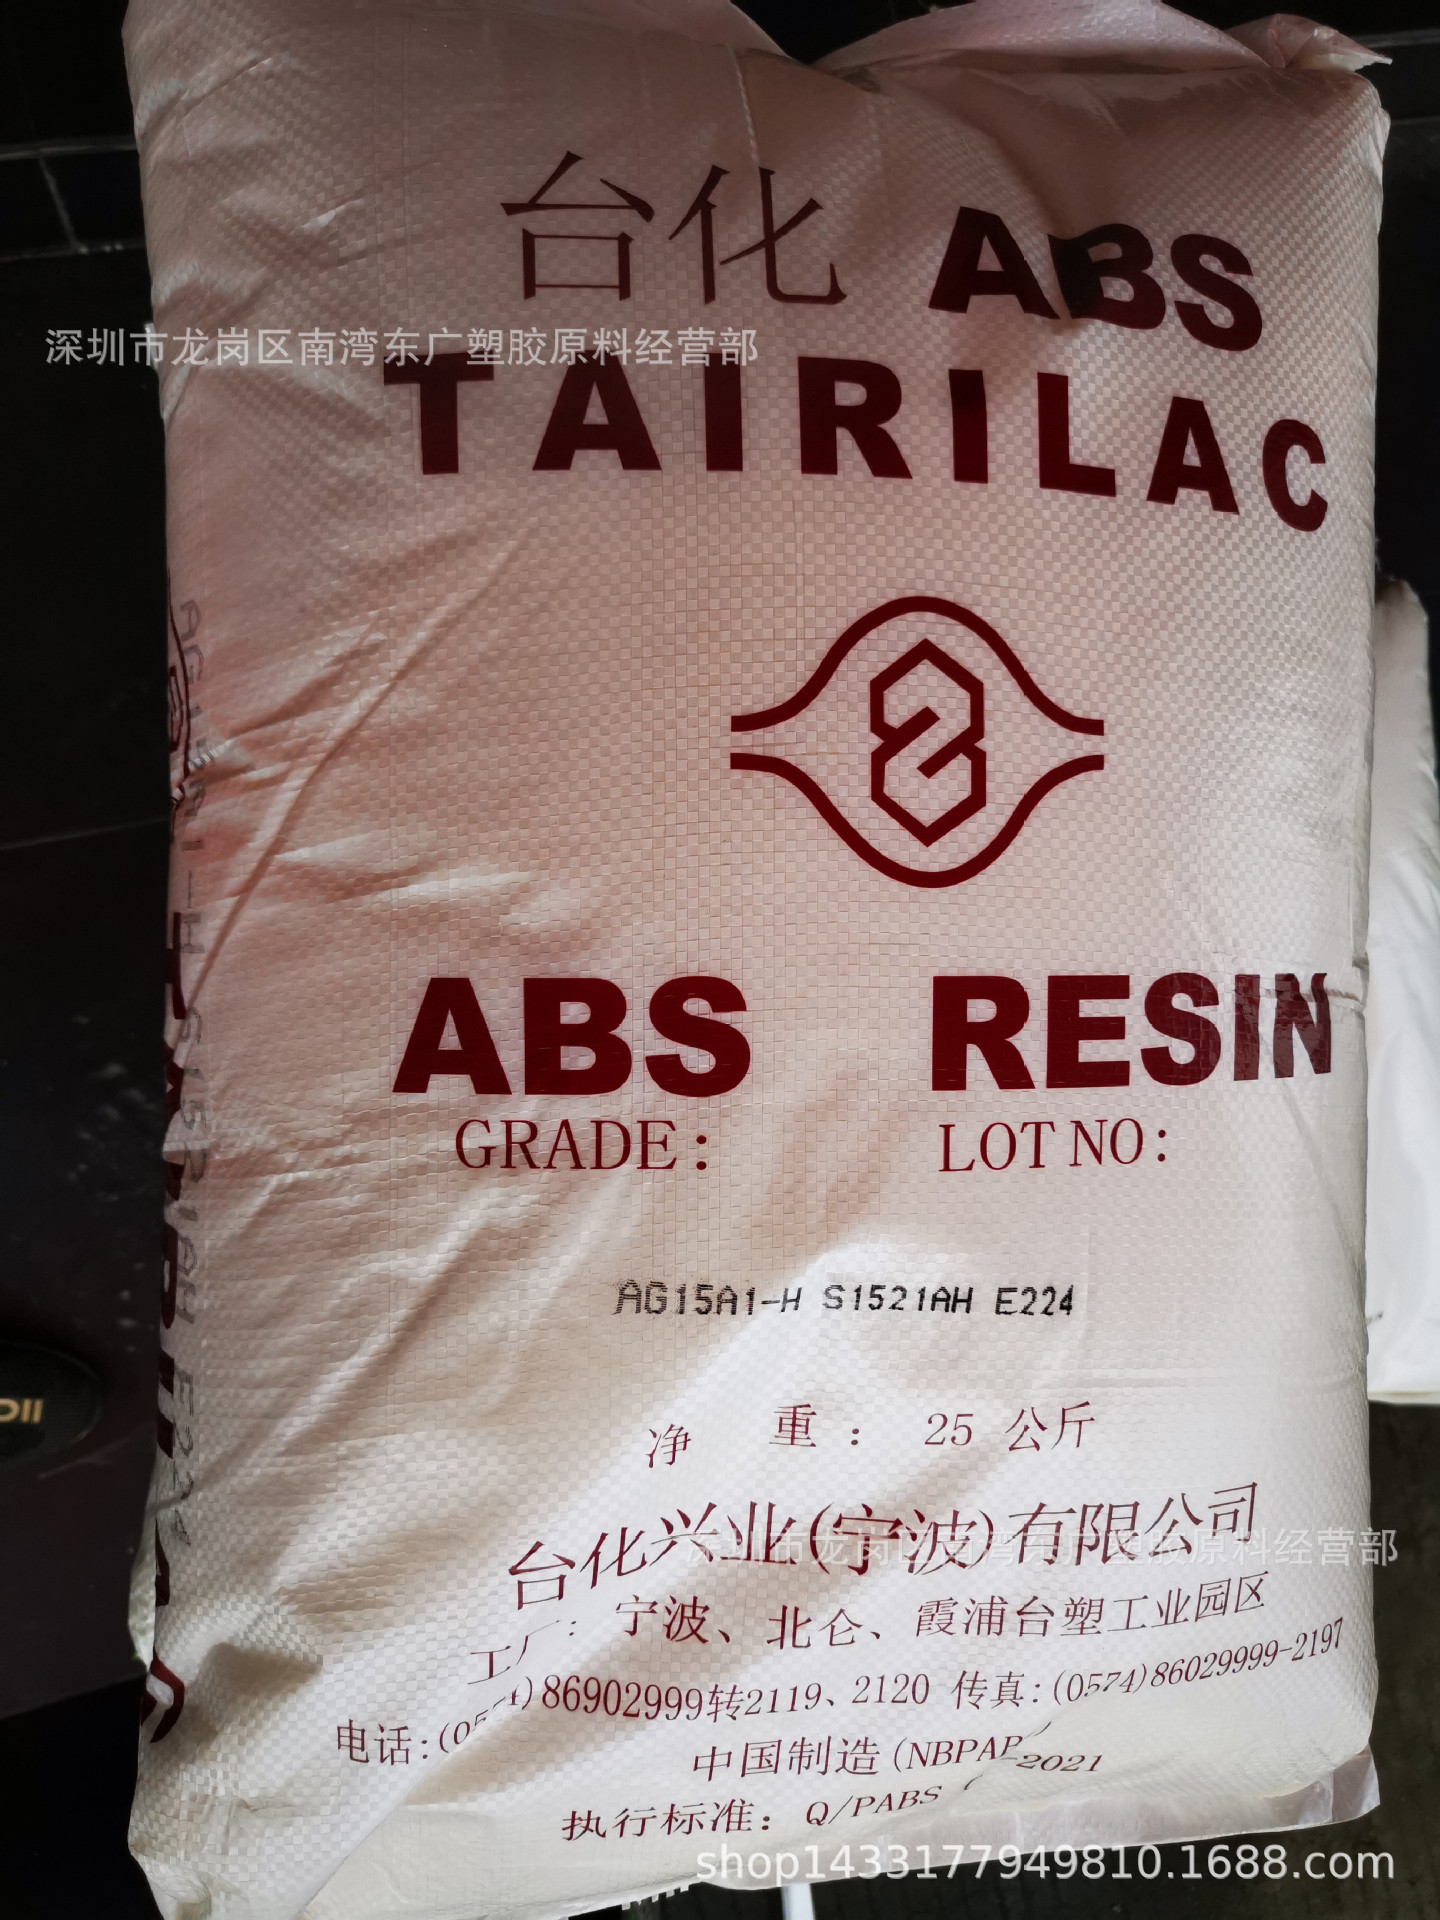 台化 ABS
深圳市龙岗区南湾东广塑胶原料经营部
TAIRILAC
ABS RESIN
GRADE: LOT NO:
AG15A1-H S1521AH E224
净 重: 25 公斤
台化兴业(宁波)有限公司
深圳市龙岗区南湾东广塑胶原料经营部
工厂: 宁波、北仑、霞浦台塑工业园区
电话:(0574)86902999转2119、2120 传真:(0574)86029999-2197
中国制造(NBPAP
执行标准: Q/PABS -2021
shop1433177949810.1688.com